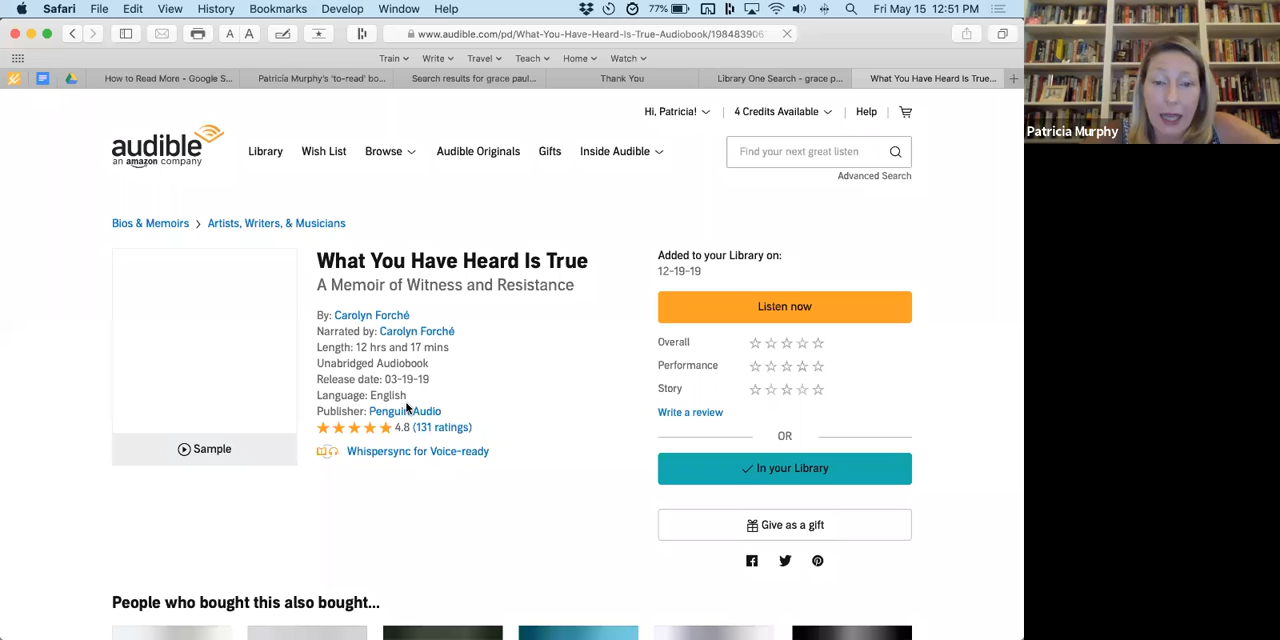 Safari File Edit View History Bookmarks Develop Window Help 77% Fri May 15 12:51 PM
A A www.audible.com/pd/What-You-Have-Heard-Is-True-Audiobook/1984839061
Train Write Travel Teach Home Watch
How to Read More - Google S... Patricia Murphy's 'to-read' bo... Search results for grace paul... Thank You Library One Search - grace p... What You Have Heard Is True...
Hi, Patricia! 4 Credits Available Help
audible
an amazon company
Library Wish List Browse Audible Originals Gifts Inside Audible Find your next great listen
Advanced Search
Bios & Memoirs > Artists, Writers, & Musicians
What You Have Heard Is True
A Memoir of Witness and Resistance
By: Carolyn Forché
Narrated by: Carolyn Forché
Length: 12 hrs and 17 mins
Unabridged Audiobook
Release date: 03-19-19
Language: English
Publisher: Penguin Audio
4.8 (131 ratings)
Whispersync for Voice-ready
Sample
Added to your Library on:
12-19-19
Listen now
Overall
Performance
Story
Write a review
OR
In your Library
Give as a gift
People who bought this also bought...
Patricia Murphy